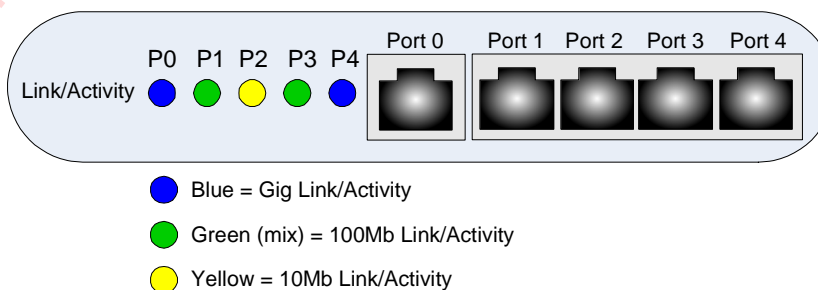 Port 0 Port 1 Port 2 Port 3 Port 4
P0 P1 P2 P3 P4
Link/Activity
Blue = Gig Link/Activity
Green (mix) = 100Mb Link/Activity
Yellow = 10Mb Link/Activity